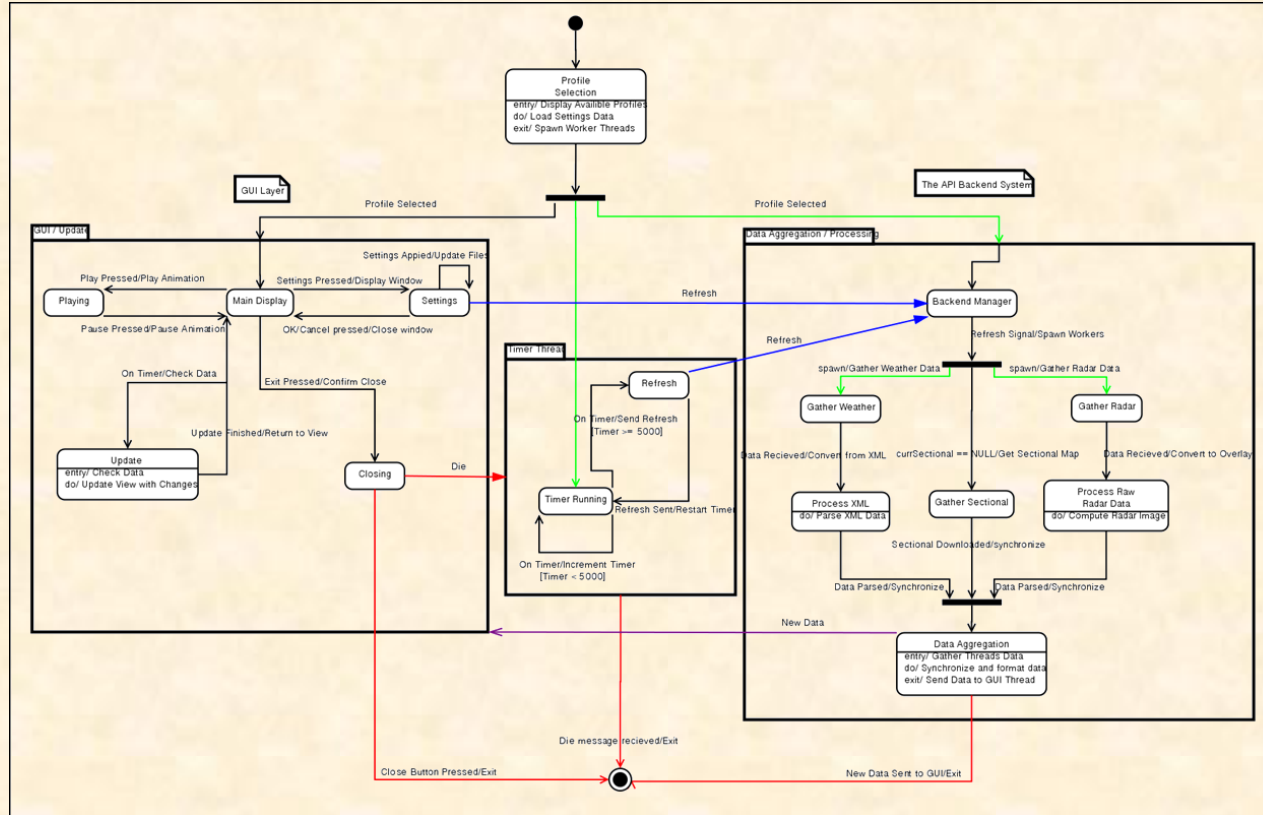 Profile
Selection
entry/ Display Availible Profiles
do/ Load Settings Data
exit/ Spawn Worker Threads
GUI Layer
The API Backend System
Profile Selected
Profile Selected
GUI / Update
Data Aggregation / Processing
Settings Appied/Update Files
Play Pressed/Play Animation
Settings Pressed/Display Window
Playing
Main Display
Settings
Refresh
Backend Manager
Pause Pressed/Pause Animation
OK/Cancel pressed/Close window
Refresh Signal/Spawn Workers
Refresh
Timer Thread
spawn/Gather Weather Data
spawn/Gather Radar Data
On Timer/Check Data
Exit Pressed/Confirm Close
Refresh
Gather Weather
Gather Radar
On Timer/Send Refresh
[Timer >= 5000]
Update Finished/Return to View
Data Recieved/Convert from XML
currSectional == NULL/Get Sectional Map
Data Recieved/Convert to Overlay
Update
entry/ Check Data
do/ Update View with Changes
Closing
Die
Timer Running
Refresh Sent/Restart Timer
Process XML
do/ Parse XML Data
Gather Sectional
Process Raw
Radar Data
do/ Compute Radar Image
Sectional Downloaded/synchronize
On Timer/Increment Timer
[Timer < 5000]
Data Parsed/Synchronize
Data Parsed/Synchronize
New Data
Data Aggregation
entry/ Gather Threads Data
do/ Synchronize and format data
exit/ Send Data to GUI Thread
Die message recieved/Exit
Close Button Pressed/Exit
New Data Sent to GUI/Exit